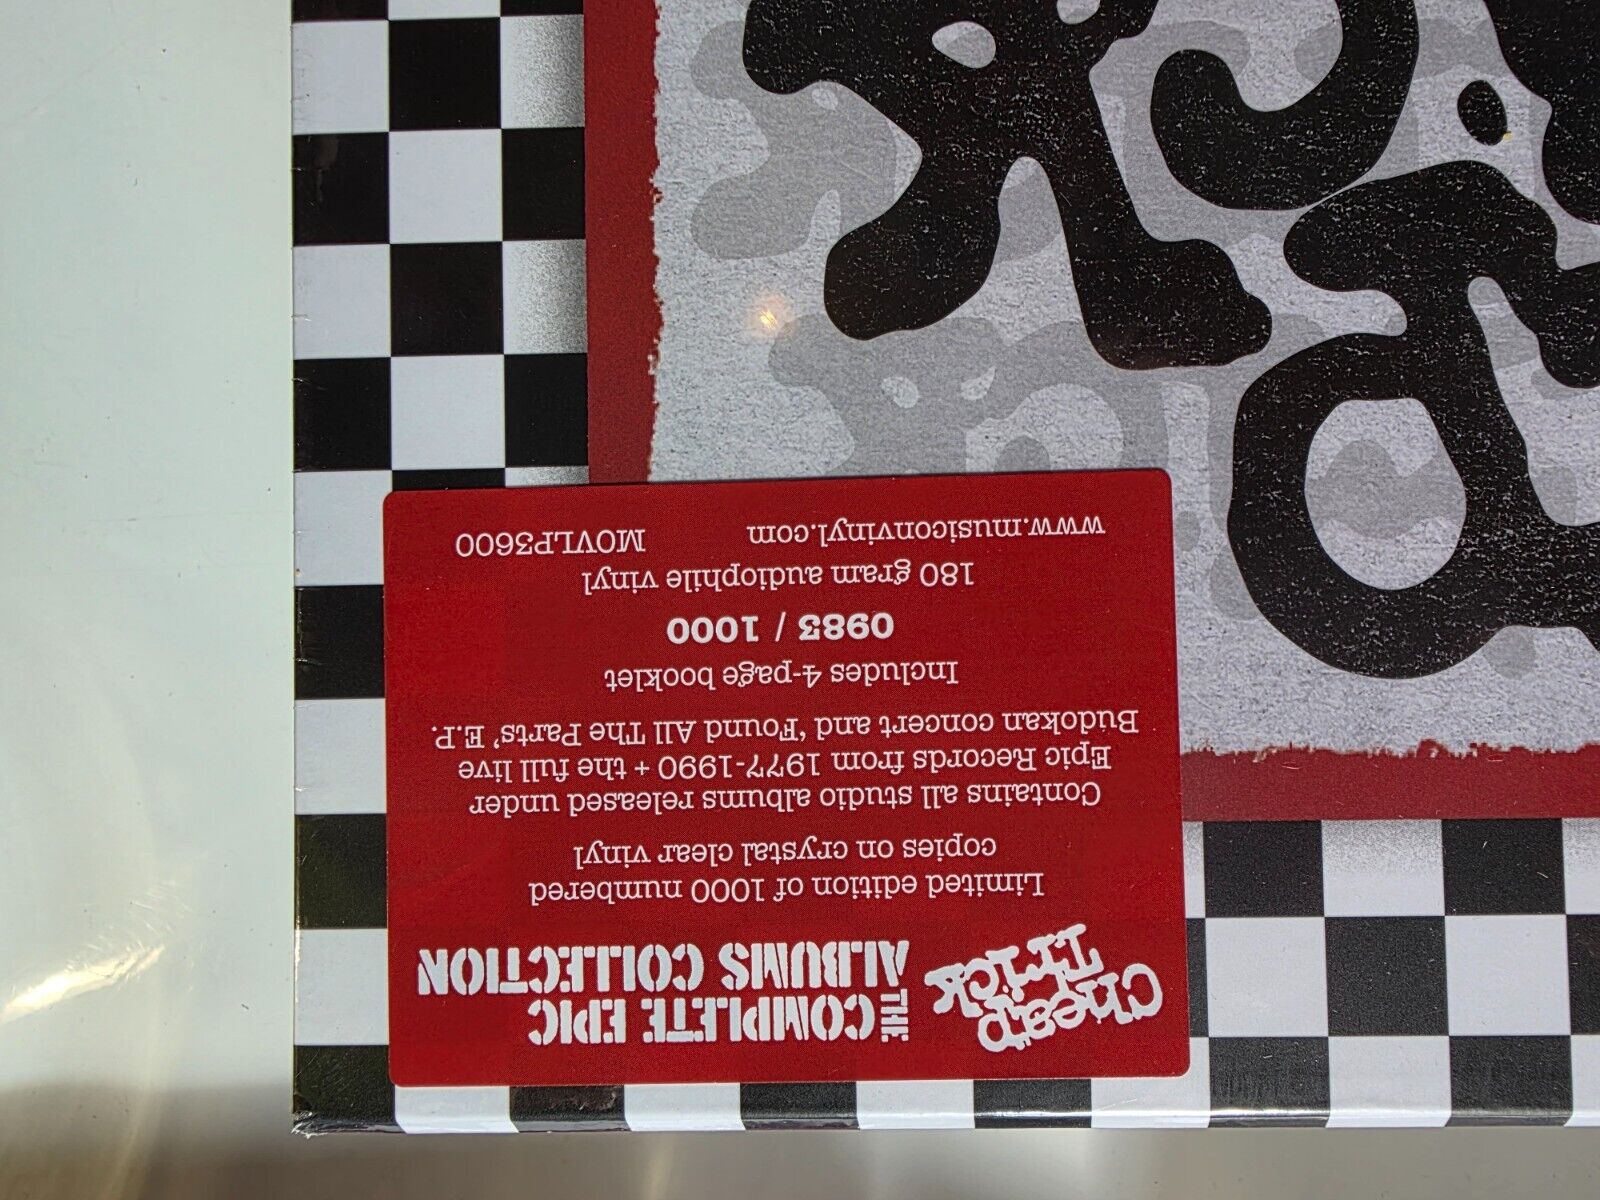 Cheap
Trick
THE
COMPLETE EPIC
ALBUMS COLLECTION
Limited edition of 1000 numbered
copies on crystal clear vinyl
Contains all studio albums released under
Epic Records from 1977-1990 + the full live
Budokan concert and 'Found All The Parts' E.P.
Includes 4-page booklet
0983 / 1000
180 gram audiophile vinyl
www.musiconvinyl.com MOVLP3600